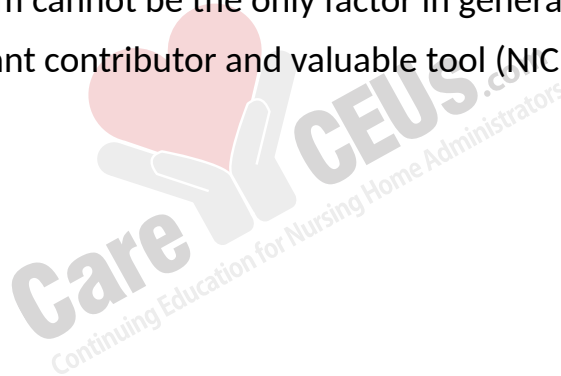 cannot be the only factor in genera
ant contributor and valuable tool (NIC
Care CEUs.com
Continuing Education for Nursing Home Administrators